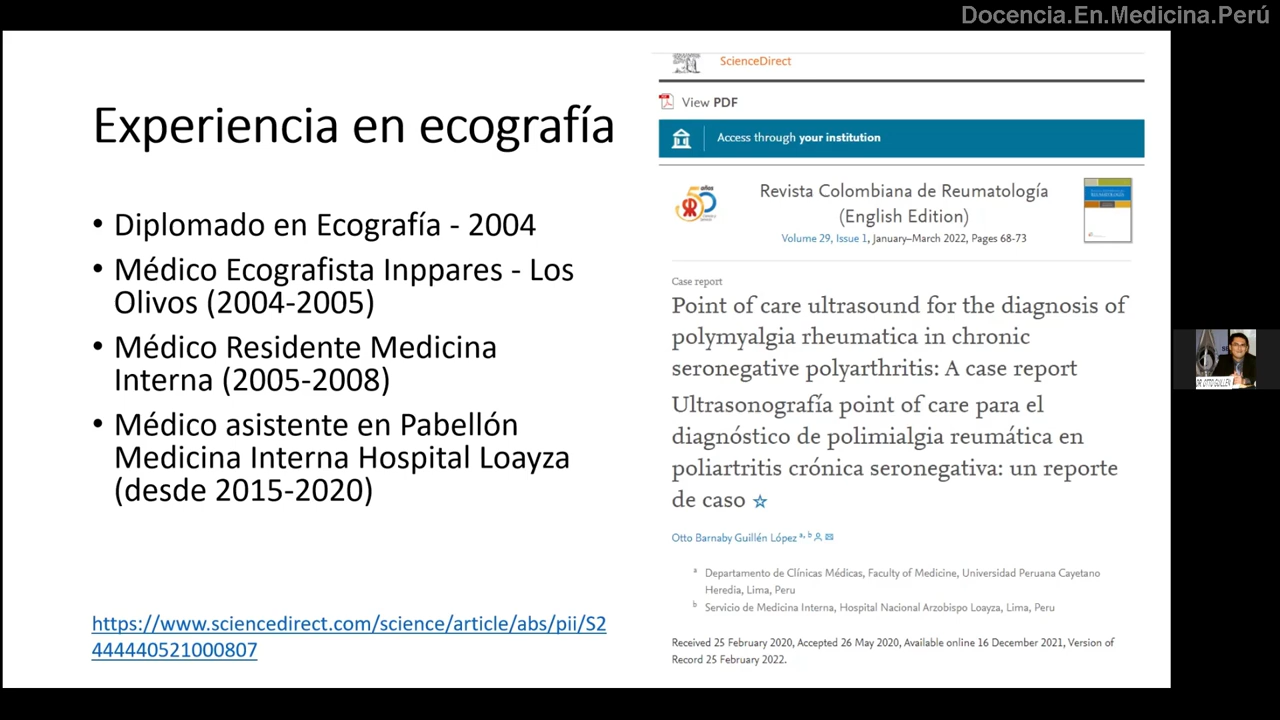 Docencia.En.Medicina.Perú
Experiencia en ecografía
• Diplomado en Ecografía - 2004
• Médico Ecografista Inppares - Los
Olivos (2004-2005)
• Médico Residente Medicina
Interna (2005-2008)
• Médico asistente en Pabellón
Medicina Interna Hospital Loayza
(desde 2015-2020)
https://www.sciencedirect.com/science/article/abs/pii/S2
444440521000807
ScienceDirect
View PDF
Access through your institution
50 años
Revista Colombiana de Reumatología
(English Edition)
Volume 29, Issue 1, January–March 2022, Pages 68-73
Case report
Point of care ultrasound for the diagnosis of
polymyalgia rheumatica in chronic
seronegative polyarthritis: A case report
Ultrasonografía point of care para el
diagnóstico de polimialgia reumática en
poliartritis crónica seronegativa: un reporte
de caso
Otto Barnaby Guillén López a, b
a Departamento de Clínicas Médicas, Faculty of Medicine, Universidad Peruana Cayetano
Heredia, Lima, Peru
b Servicio de Medicina Interna, Hospital Nacional Arzobispo Loayza, Lima, Peru
Received 25 February 2020, Accepted 26 May 2020, Available online 16 December 2021, Version of
Record 25 February 2022.
DR. OTTO GUILLEN